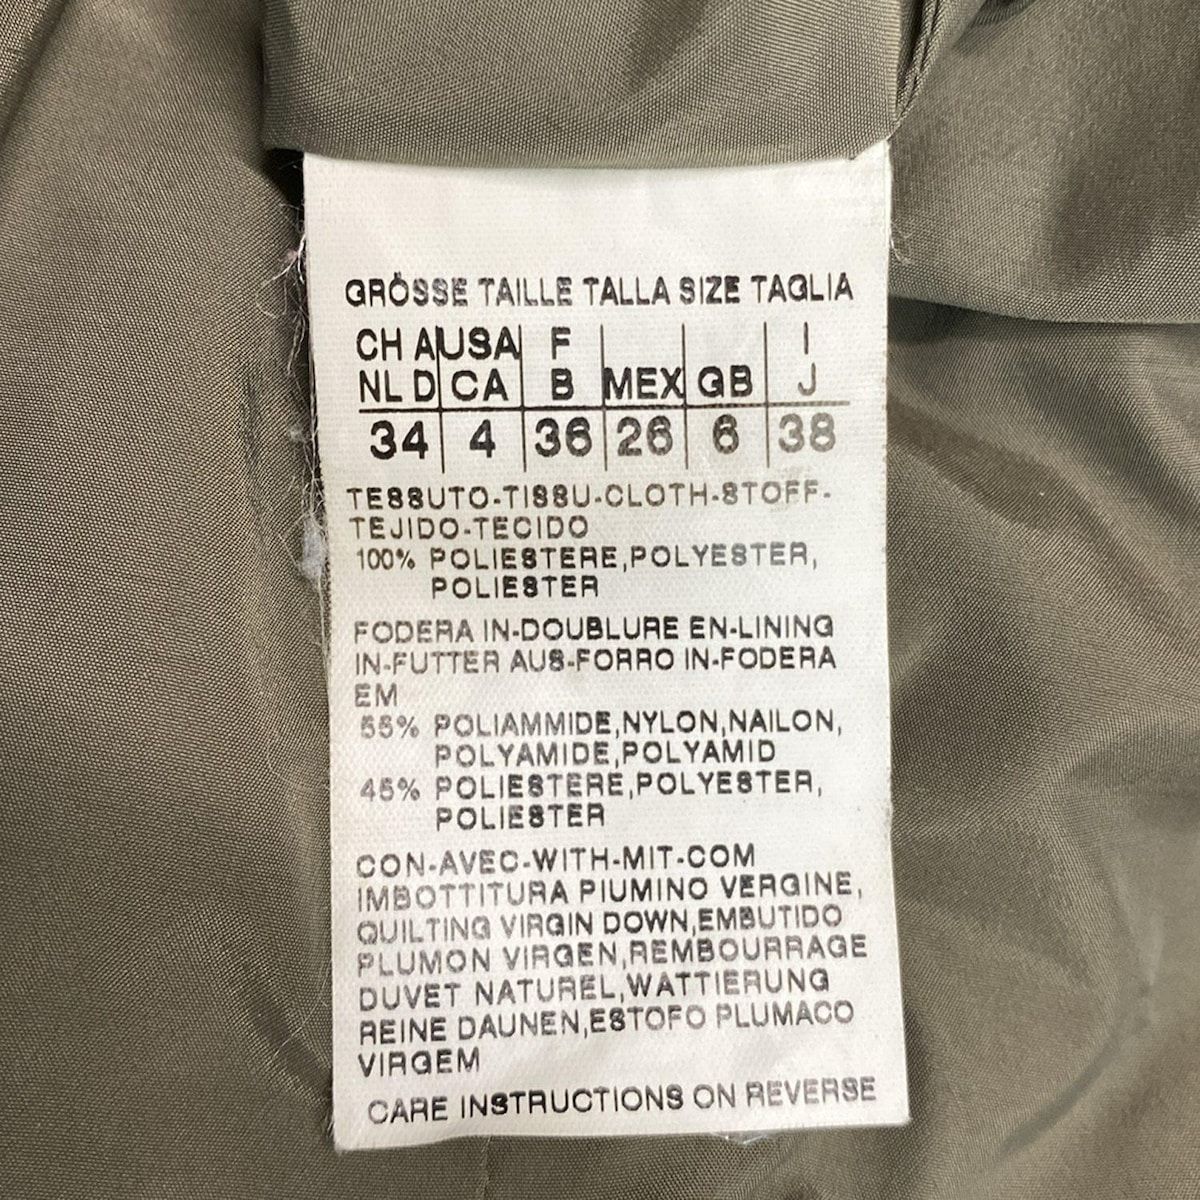 GRÖSSE TAILLE TALLA SIZE TAGLIA
CH A USA F I
NL D CA B MEX GB J
34 4 36 26 6 38
TESSUTO-TISSU-CLOTH-STOFF-
TEJIDO-TECIDO
100% POLIESTERE,POLYESTER,
POLIESTER
FODERA IN-DOUBLURE EN-LINING
IN-FUTTER AUS-FORRO IN-FODERA
EM
55% POLIAMMIDE,NYLON,NAILON,
POLYAMIDE,POLYAMID
45% POLIESTERE,POLYESTER,
POLIESTER
CON-AVEC-WITH-MIT-COM
IMBOTTITURA PIUMINO VERGINE,
QUILTING VIRGIN DOWN,EMBUTIDO
PLUMON VIRGEN,REMBOURRAGE
DUVET NATUREL,WATTIERUNG
REINE DAUNEN,ESTOFO PLUMACO
VIRGEM
CARE INSTRUCTIONS ON REVERSE